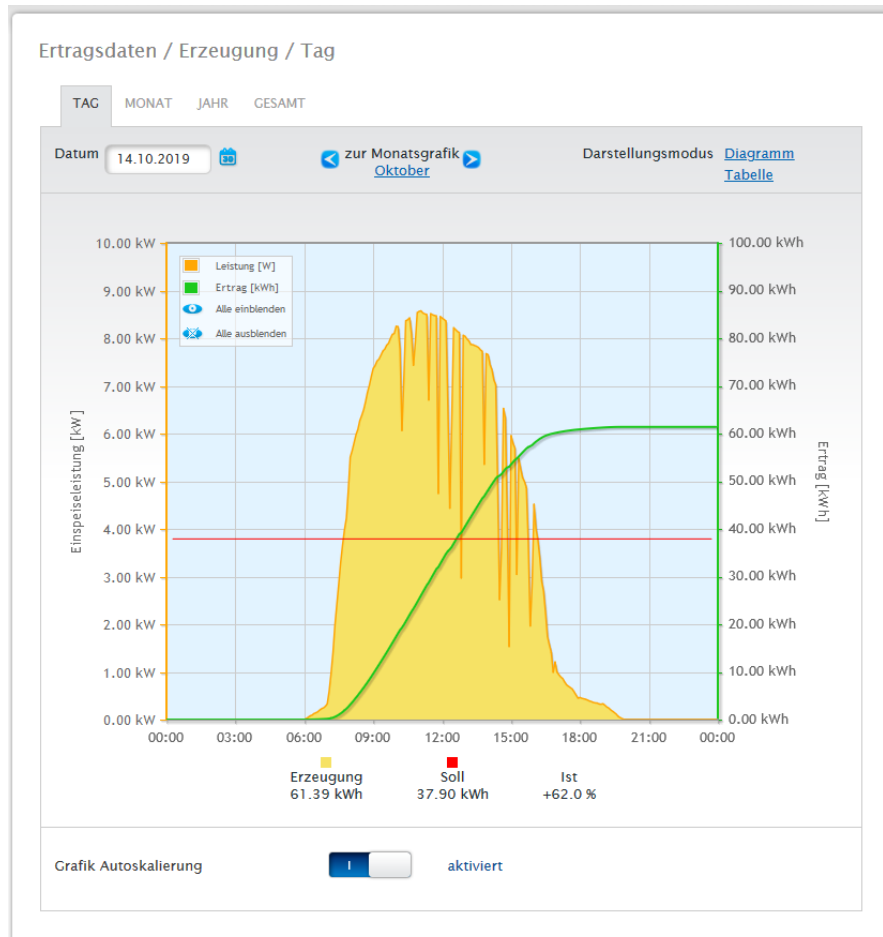 Ertragsdaten / Erzeugung / Tag
TAG MONAT JAHR GESAMT
Datum 14.10.2019 30 zur Monatsgrafik Darstellungsmodus Diagramm
Oktober Tabelle
10.00 kW 100.00 kWh
Leistung [W]
Ertrag [kWh]
9.00 kW 90.00 kWh
Alle einblenden
Alle ausblenden
8.00 kW 80.00 kWh
7.00 kW 70.00 kWh
6.00 kW 60.00 kWh
5.00 kW 50.00 kWh
4.00 kW 40.00 kWh
3.00 kW 30.00 kWh
2.00 kW 20.00 kWh
1.00 kW 10.00 kWh
0.00 kW 0.00 kWh
Einspeiseleistung [kW]
Ertrag [kWh]
00:00 03:00 06:00 09:00 12:00 15:00 18:00 21:00 00:00
Erzeugung Soll Ist
61.39 kWh 37.90 kWh +62.0 %
Grafik Autoskalierung I aktiviert